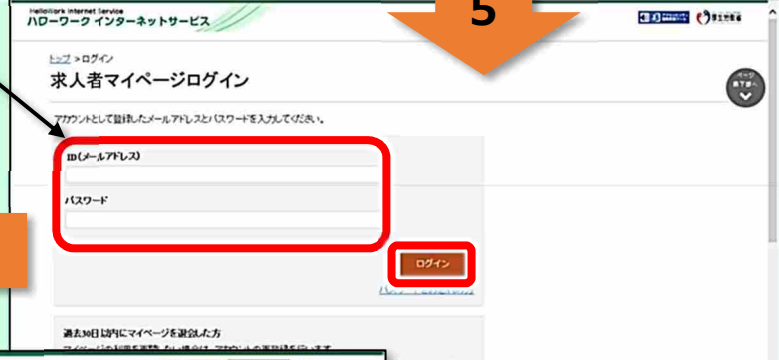 HelloWork Internet Service
ハローワーク インターネットサービス
5
厚生労働省
トップ > ログイン
求人者マイページログイン
アカウントとして登録したメールアドレスとパスワードを入力してください。
ID(メールアドレス)
パスワード
ログイン
過去30日以内にマイページを退会した方